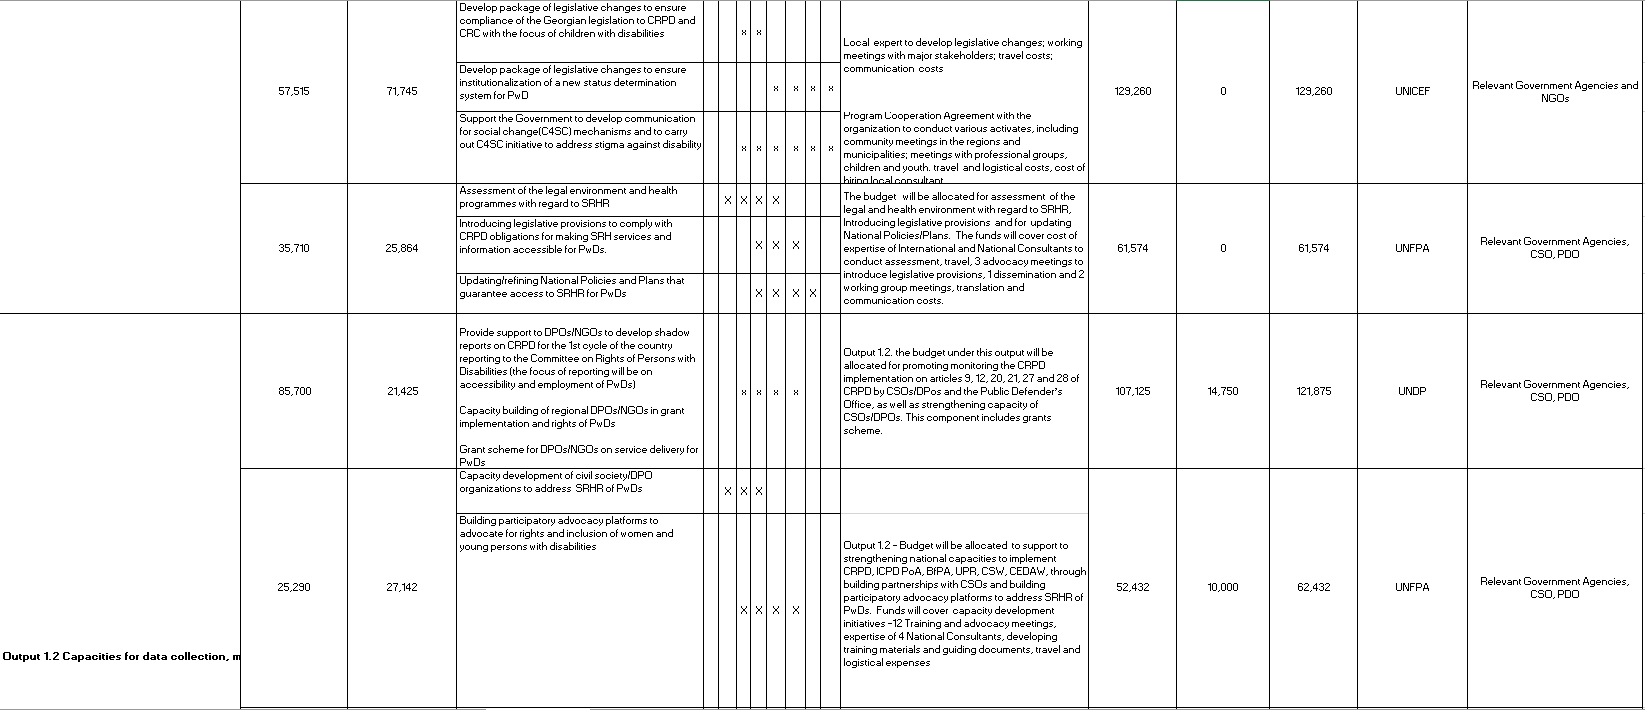 Develop package of legislative changes to ensure
compliance of the Georgian legislation to CRPD and
CRC with the focus of children with disabilities
x x
57,515
71,745
Develop package of legislative changes to ensure
institutionalization of a new status determination
system for PwD
x x x x
Support the Government to develop communication
for social change(C4SC) mechanisms and to carry
out C4SC initiative to address stigma against disability
x x x x x x
Local expert to develop legislative changes; working
meetings with major stakeholders; travel costs;
communication costs
Program Cooperation Agreement with the
organization to conduct various activates, including
community meetings in the regions and
municipalities; meetings with professional groups,
children and youth. travel and logistical costs, cost of
hiring local consultant
129,260
0
129,260
UNICEF
Relevant Government Agencies and
NGOs
35,710
25,864
Assessment of the legal environment and health
programmes with regard to SRHR
X X X X
Introducing legislative provisions to comply with
CRPD obligations for making SRH services and
information accessible for PwDs.
X X X
Updating/refining National Policies and Plans that
guarantee access to SRHR for PwDs
X X X X
The budget will be allocated for assessment of the
legal and health environment with regard to SRHR,
Introducing legislative provisions and for updating
National Policies/Plans. The funds will cover cost of
expertise of International and National Consultants to
conduct assessment, travel, 3 advocacy meetings to
introduce legislative provisions, 1 dissemination and 2
working group meetings, translation and
communication costs.
61,574
0
61,574
UNFPA
Relevant Government Agencies,
CSO, PDO
85,700
21,425
Provide support to DPOs/NGOs to develop shadow
reports on CRPD for the 1st cycle of the country
reporting to the Committee on Rights of Persons with
Disabilities (the focus of reporting will be on
accessibility and employment of PwDs)
Capacity building of regional DPOs/NGOs in grant
implementation and rights of PwDs
Grant scheme for DPOs/NGOs on service delivery for
PwDs
x x x x
Output 1.2. the budget under this output will be
allocated for promoting monitoring the CRPD
implementation on articles 9, 12, 20, 21, 27 and 28 of
CRPD by CSOs/DPos and the Public Defender's
Office, as well as strengthening capacity of
CSOs/DPOs. This component includes grants
scheme.
107,125
14,750
121,875
UNDP
Relevant Government Agencies,
CSO, PDO
Output 1.2 Capacities for data collection, m
25,290
27,142
Capacity development of civil society/DPO
organizations to address SRHR of PwDs
X X X
Building participatory advocacy platforms to
advocate for rights and inclusion of women and
young persons with disabilities
X X X X
Output 1.2 - Budget will be allocated to support to
strengthening national capacities to implement
CRPD, ICPD PoA, BfPA, UPR, CSW, CEDAW, through
building partnerships with CSOs and building
participatory advocacy platforms to address SRHR of
PwDs. Funds will cover capacity development
initiatives -12 Training and advocacy meetings,
expertise of 4 National Consultants, developing
training materials and guiding documents, travel and
logistical expenses
52,432
10,000
62,432
UNFPA
Relevant Government Agencies,
CSO, PDO